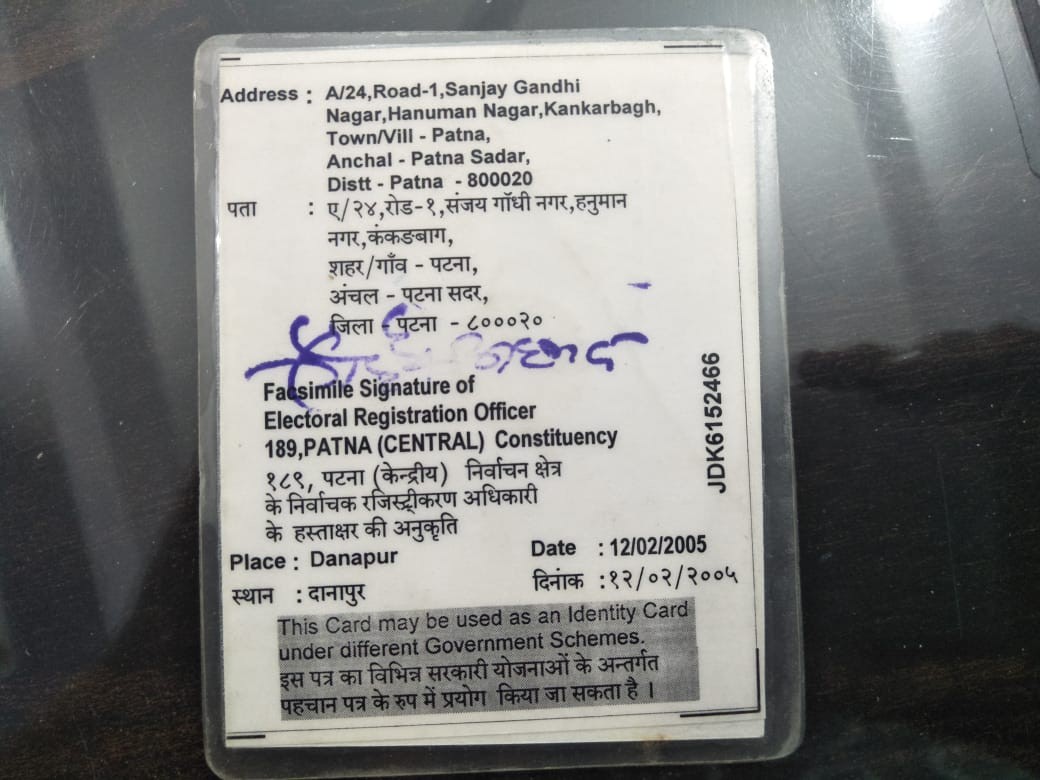 Address : A/24,Road-1,Sanjay Gandhi
Nagar,Hanuman Nagar,Kankarbagh,
Town/Vill - Patna,
Anchal - Patna Sadar,
Distt - Patna - 800020
पता : ए/२४,रोड-१,संजय गॉधी नगर,हनुमान
नगर,कंकडबाग,
शहर/गाँव - पटना,
अंचल - पटना सदर,
जिला - पटना - ८०००२०
Facsimile Signature of
Electoral Registration Officer
189,PATNA (CENTRAL) Constituency
१८९, पटना (केन्द्रीय) निर्वाचन क्षेत्र
के निर्वाचक रजिस्ट्रीकरण अधिकारी
के हस्ताक्षर की अनुकृति
Place : Danapur
Date : 12/02/2005
स्थान : दानापुर
दिनांक :१२/०२/२००५
This Card may be used as an Identity Card
under different Government Schemes.
इस पत्र का विभिन्न सरकारी योजनाओं के अन्तर्गत
पहचान पत्र के रुप में प्रयोग किया जा सकता है ।
JDK6152466